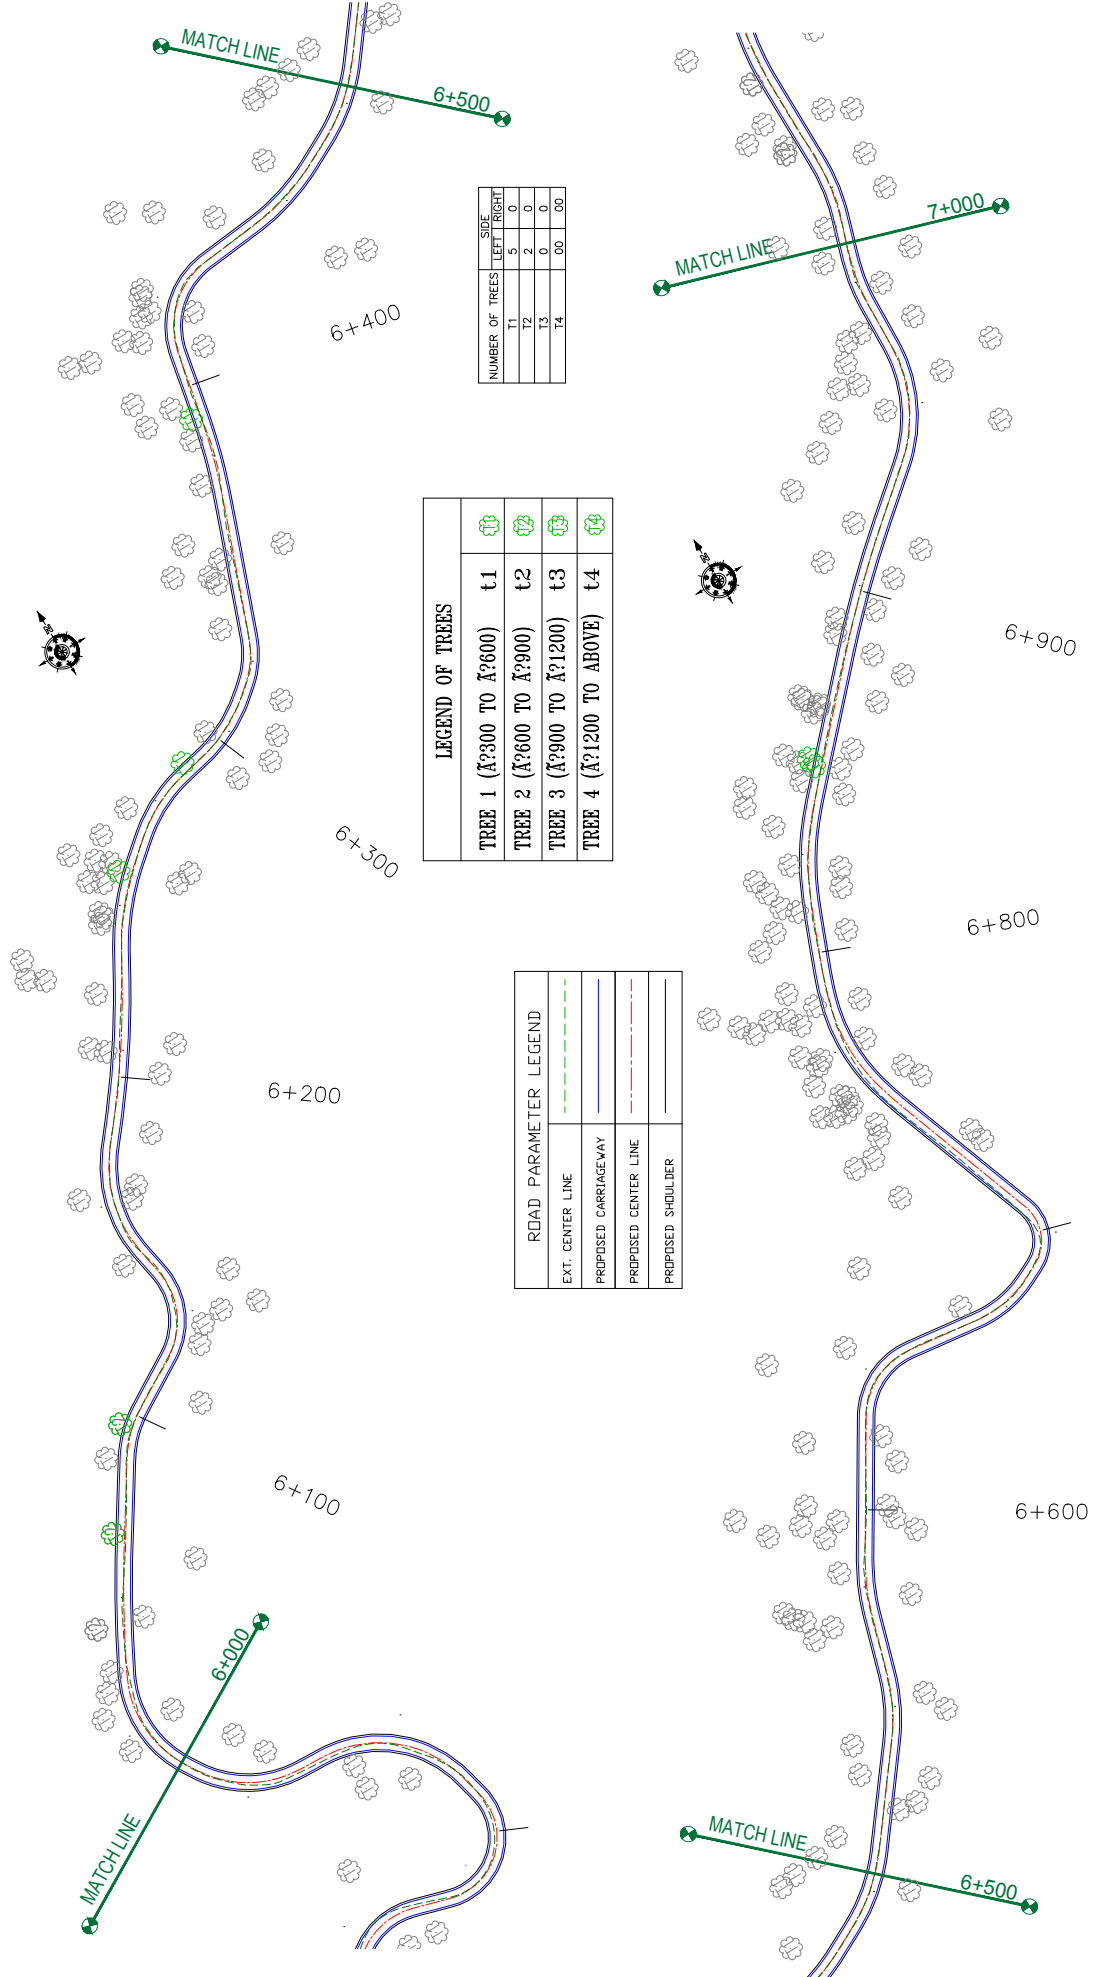 MATCH LINE
6+500
6+400
6+300
6+200
6+100
6+000
MATCH LINE
NUMBER OF TREES SIDE
LEFT RIGHT
T1 5 0
T2 2 0
T3 0 0
T4 00 00
LEGEND OF TREES
TREE 1 (Ã?300 TO Ã?600) t1 T1
TREE 2 (Ã?600 TO Ã?900) t2 T2
TREE 3 (Ã?900 TO Ã?1200) t3 T3
TREE 4 (Ã?1200 TO ABOVE) t4 T4
ROAD PARAMETER LEGEND
EXT. CENTER LINE
PROPOSED CARRIAGEWAY
PROPOSED CENTER LINE
PROPOSED SHOULDER
N
N
MATCH LINE
7+000
6+900
6+800
6+600
MATCH LINE
6+500